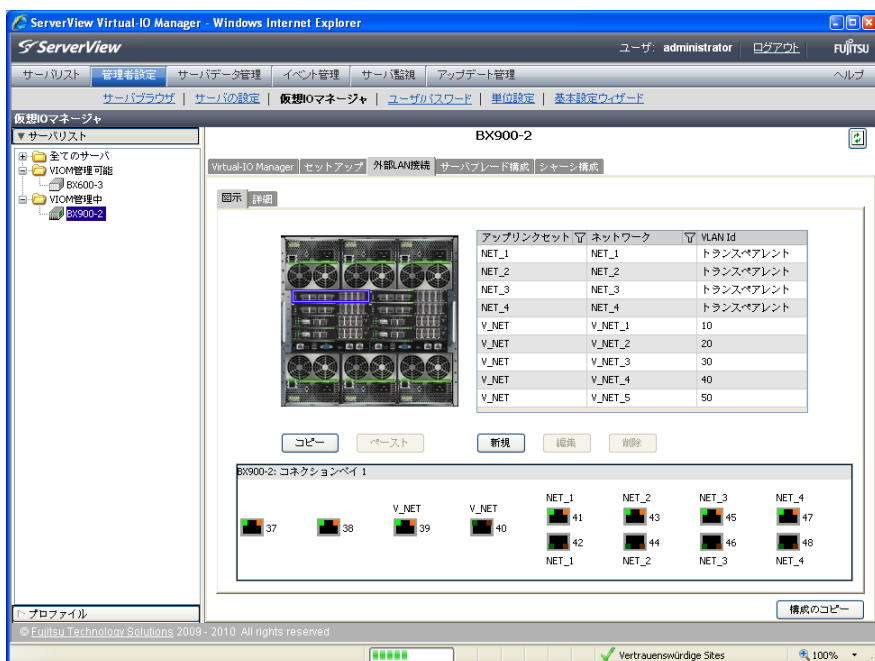 ServerView Virtual-IO Manager - Windows Internet Explorer
ServerView ユーザ: administrator ログアウト FUJITSU
サーバリスト 管理者設定 サーバデータ管理 イベント管理 サーバ監視 アップデート管理 ヘルプ
サーバブラウザ | サーバの設定 | 仮想IOマネージャ | ユーザパスワード | 単位設定 | 基本設定ウィザード
仮想IOマネージャ
サーバリスト
全てのサーバ
VIOM管理可能
BX600-3
VIOM管理中
BX900-2
プロファイル
BX900-2
Virtual-IO Manager セットアップ 外部LAN接続 サーバブレード構成 シャーシ構成
図示 詳細
アップリンクセット ネットワーク VLAN Id
NET_1 NET_1 トランスペアレント
NET_2 NET_2 トランスペアレント
NET_3 NET_3 トランスペアレント
NET_4 NET_4 トランスペアレント
V_NET V_NET_1 10
V_NET V_NET_2 20
V_NET V_NET_3 30
V_NET V_NET_4 40
V_NET V_NET_5 50
コピー ペースト 新規 編集 削除
BX900-2: コネクションベイ 1
V_NET V_NET NET_1 NET_2 NET_3 NET_4
37 38 39 40 41 43 45 47
42 44 46 48
NET_1 NET_2 NET_3 NET_4
構成のコピー
© Fujitsu Technology Solutions 2009 - 2010 All rights reserved
Vertrauenswürdige Sites 100%